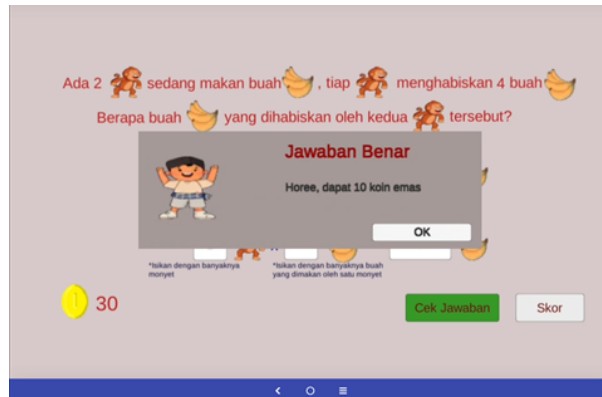 Ada 2 sedang makan buah , tiap menghabiskan 4 buah
Berapa buah yang dihabiskan oleh kedua tersebut?
Jawaban Benar
Horee, dapat 10 koin emas
OK
*Isikan dengan banyaknya
monyet
*Isikan dengan banyaknya buah
yang dimakan oleh satu monyet
30
Cek Jawaban
Skor